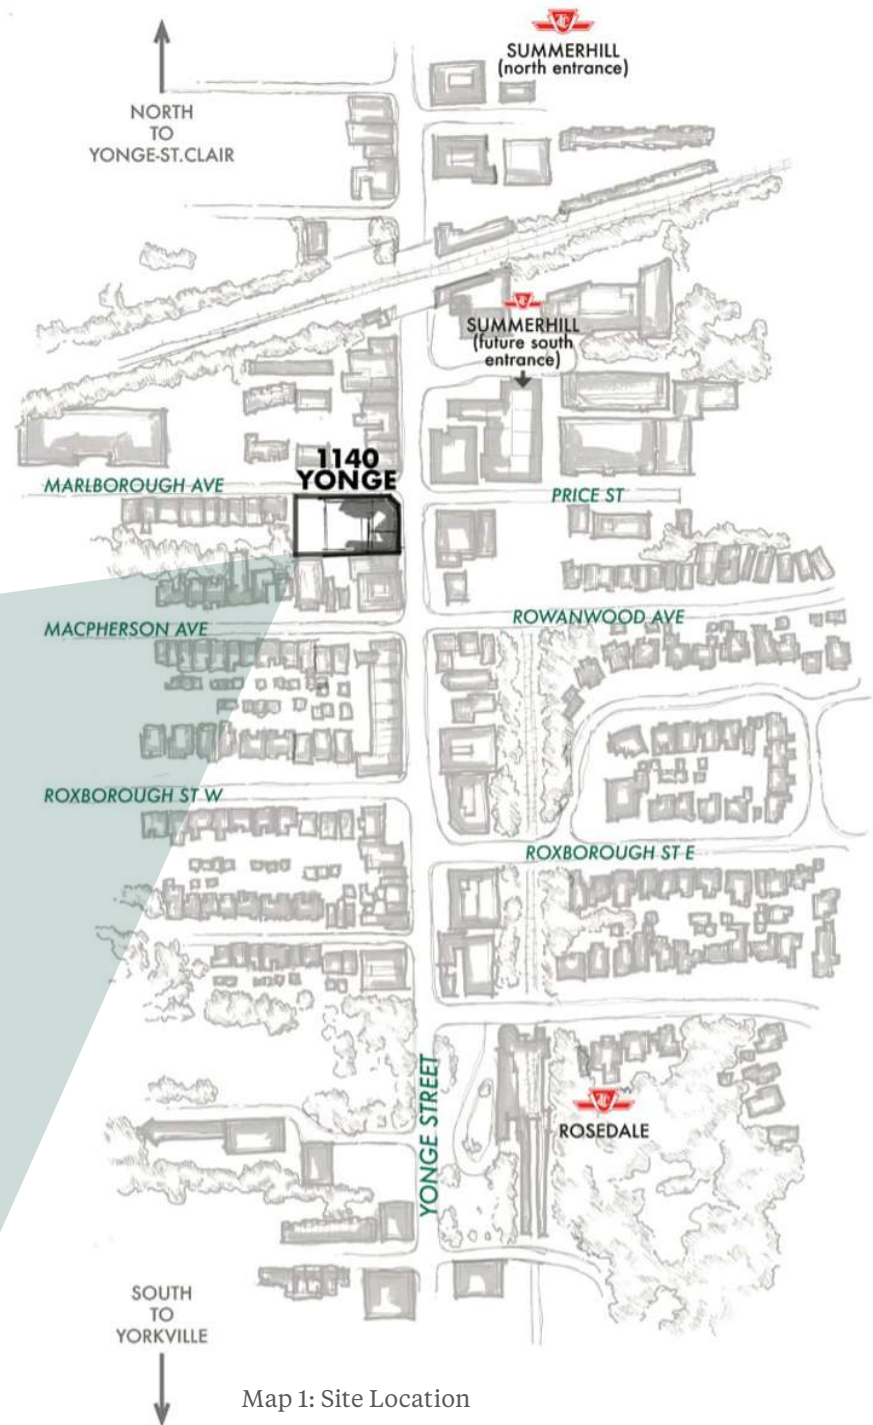 SUMMERHILL
(north entrance)
NORTH
TO
YONGE-ST.CLAIR
SUMMERHILL
(future south
entrance)
1140
YONGE
MARLBOROUGH AVE
PRICE ST
ROWANWOOD AVE
MACPHERSON AVE
ROXBOROUGH ST W
ROXBOROUGH ST E
YONGE STREET
ROSEDALE
SOUTH
TO
YORKVILLE
Map 1: Site Location